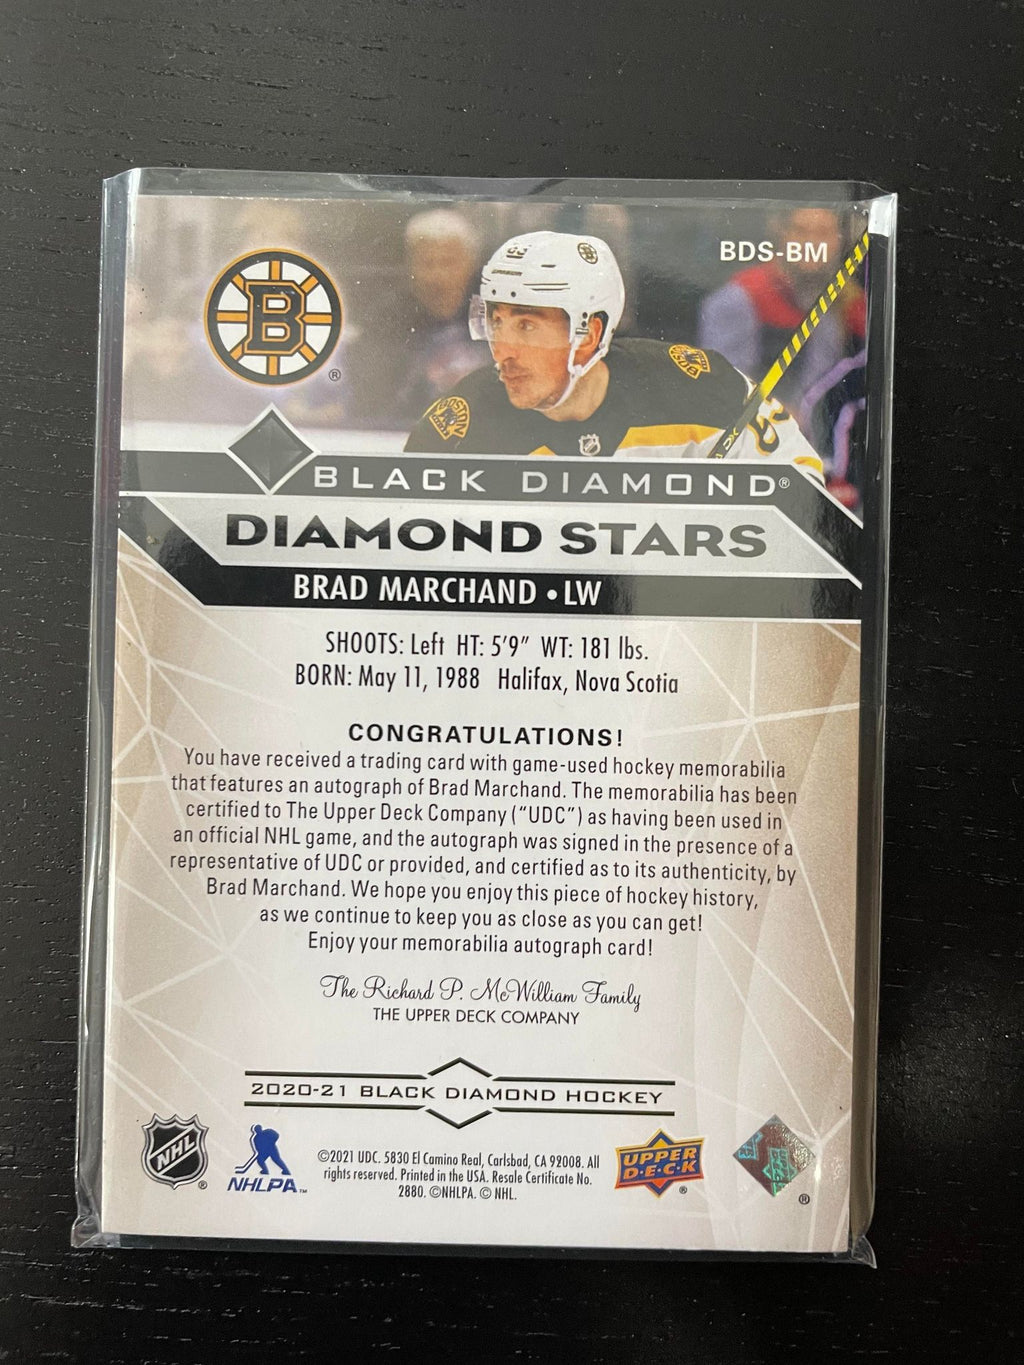 BDS-BM
B
®
BLACK DIAMOND®
DIAMOND STARS
BRAD MARCHAND • LW
SHOOTS: Left HT: 5'9" WT: 181 lbs.
BORN: May 11, 1988 Halifax, Nova Scotia
CONGRATULATIONS!
You have received a trading card with game-used hockey memorabilia
that features an autograph of Brad Marchand. The memorabilia has been
certified to The Upper Deck Company ("UDC") as having been used in
an official NHL game, and the autograph was signed in the presence of a
representative of UDC or provided, and certified as to its authenticity, by
Brad Marchand. We hope you enjoy this piece of hockey history,
as we continue to keep you as close as you can get!
Enjoy your memorabilia autograph card!
The Richard P. McWilliam Family
THE UPPER DECK COMPANY
2020-21 BLACK DIAMOND HOCKEY
NHL ®
NHLPA™
©2021 UDC. 5830 El Camino Real, Carlsbad, CA 92008. All
rights reserved. Printed in the USA. Resale Certificate No.
2880. ©NHLPA. © NHL.
UPPER
D·E·C·K
®
®